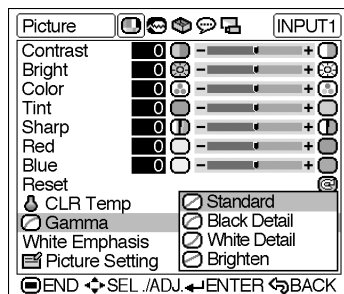 Picture INPUT1
Contrast 0 - +
Bright 0 - +
Color 0 - +
Tint 0 - +
Sharp 0 - +
Red 0 - +
Blue 0 - +
Reset
CLR Temp Standard
Gamma Black Detail
White Emphasis White Detail
Picture Setting Brighten
END SEL./ADJ. ENTER BACK